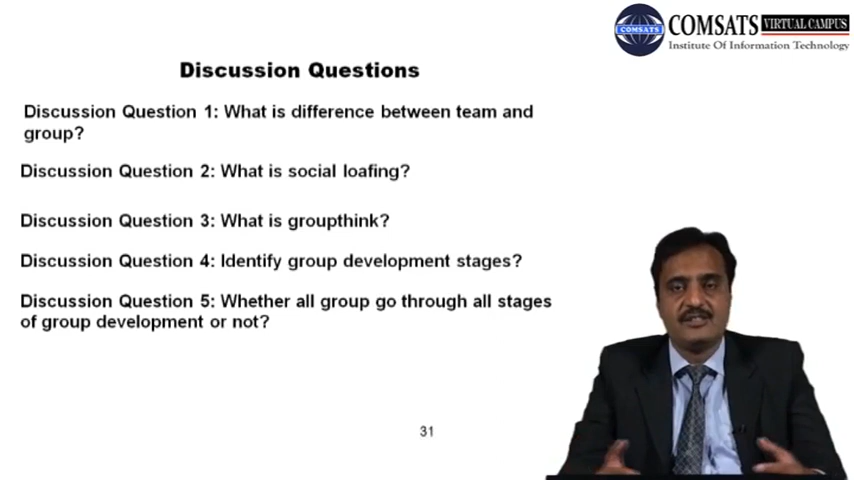 COMSATS VIRTUAL CAMPUS
COMSATS
Institute Of Information Technology
Discussion Questions
Discussion Question 1: What is difference between team and
group?
Discussion Question 2: What is social loafing?
Discussion Question 3: What is groupthink?
Discussion Question 4: Identify group development stages?
Discussion Question 5: Whether all group go through all stages
of group development or not?
31